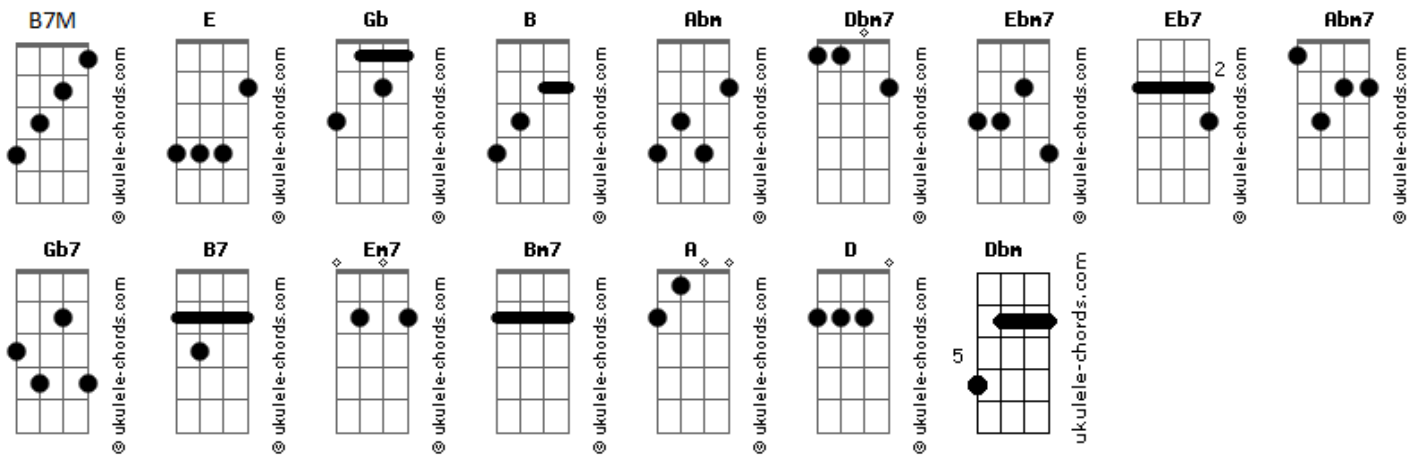 B7M E Gb B Abm Dbm7 Ebm7 Eb7 Abm7
2
© ukulele-chords.com © ukulele-chords.com © ukulele-chords.com © ukulele-chords.com © ukulele-chords.com © ukulele-chords.com © ukulele-chords.com © ukulele-chords.com © ukulele-chords.com
Gb7 B7 Em7 Bm7 A D Dbm
5
© ukulele-chords.com © ukulele-chords.com © ukulele-chords.com © ukulele-chords.com © ukulele-chords.com © ukulele-chords.com ukulele-chords.com